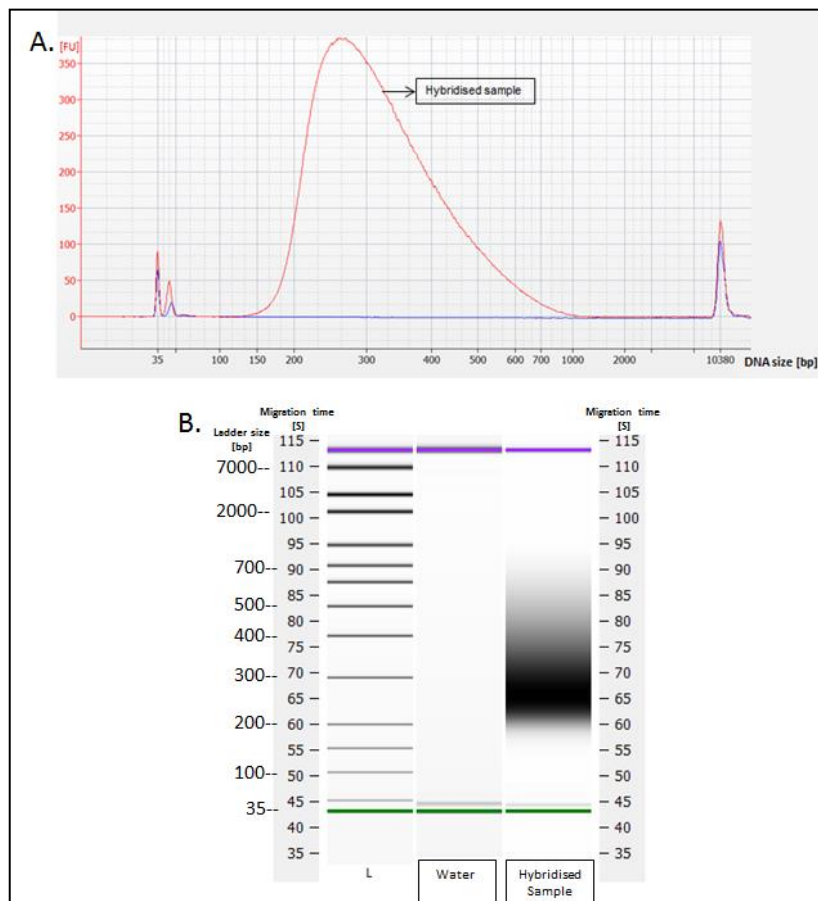 A.
[FU]
350
300
250
200
150
100
50
0
Hybridised sample
35 100 150 200 300 400 500 600 700 1000 2000 10380 DNA size [bp]
B.
Migration time
[S]
Migration time
[S]
Ladder size
[bp]
115 115
7000-- 110 110
105 105
2000-- 100 100
95 95
700-- 90 90
85 85
500-- 80 80
400-- 75 75
300-- 70 70
65 65
200-- 60 60
55 55
100-- 50 50
35-- 45 45
40 40
35 35
L Water Hybridised
Sample